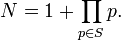 N = 1 + ∏_{p∈S} p.